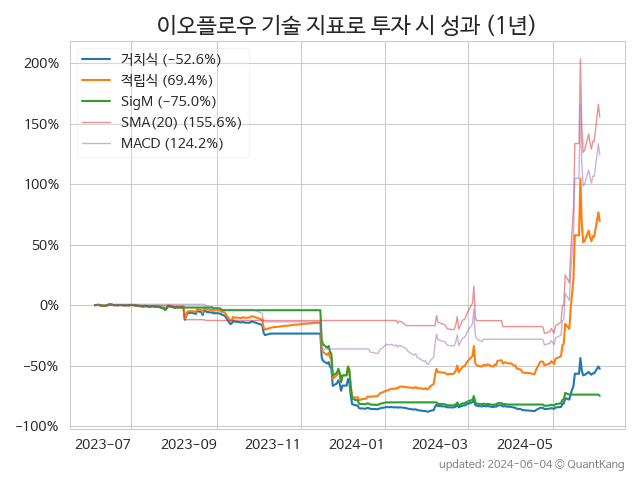 이오플로우 기술 지표로 투자 시 성과 (1년)
200%
150%
100%
50%
0%
−50%
−100%
거치식 (−52.6%)
적립식 (69.4%)
SigM (−75.0%)
SMA(20) (155.6%)
MACD (124.2%)
2023-07
2023-09
2023-11
2024-01
2024-03
2024-05
updated: 2024-06-04 © QuantKang